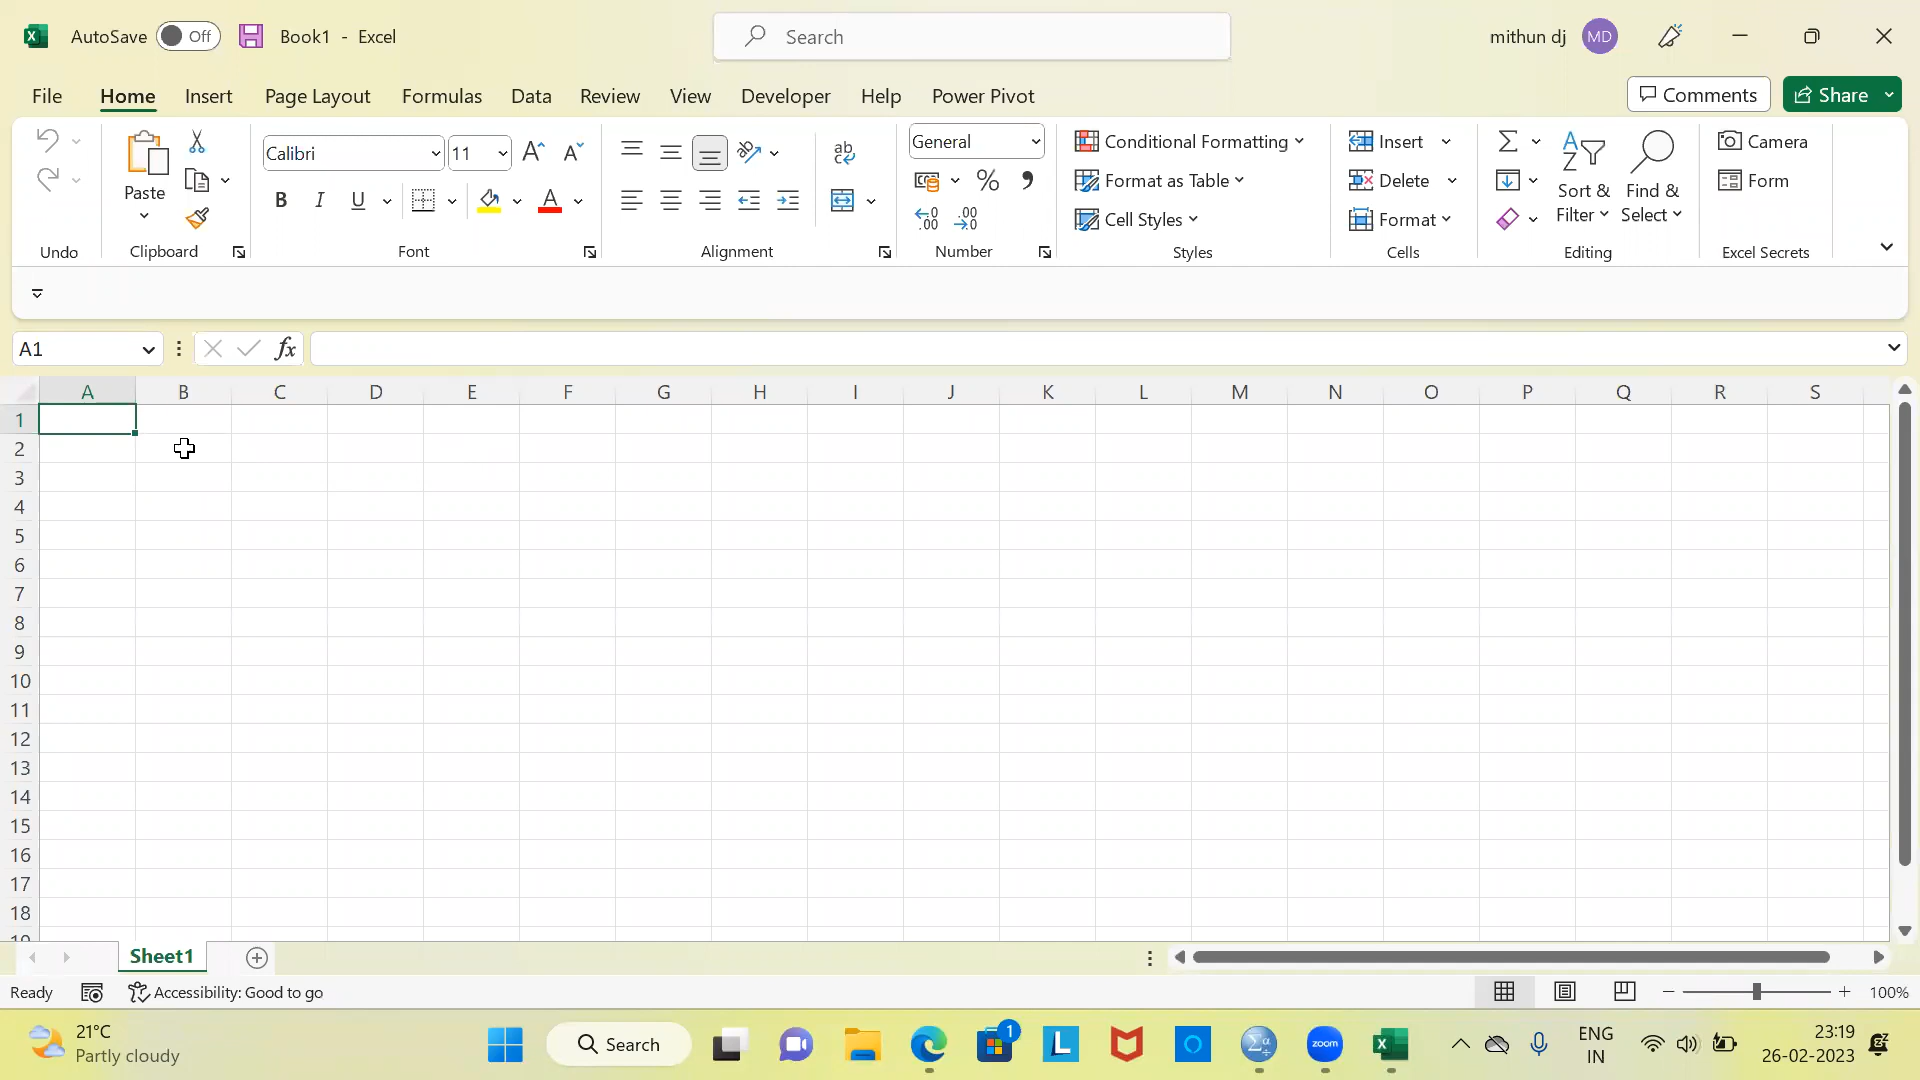 AutoSave Off Book1 - Excel Search mithun dj MD
File Home Insert Page Layout Formulas Data Review View Developer Help Power Pivot Comments Share
Calibri 11 General Conditional Formatting Insert Σ Camera
Paste B I U A ab % Format as Table Delete Sort & Filter Find & Select Form
Cell Styles Format
Undo Clipboard Font Alignment Number Styles Cells Editing Excel Secrets
A1 fx
A B C D E F G H I J K L M N O P Q R S
1
2
3
4
5
6
7
8
9
10
11
12
13
14
15
16
17
18
19
Sheet1
Ready Accessibility: Good to go 100%
21°C Search 1 L zoom ENG 23:19
Partly cloudy IN 26-02-2023